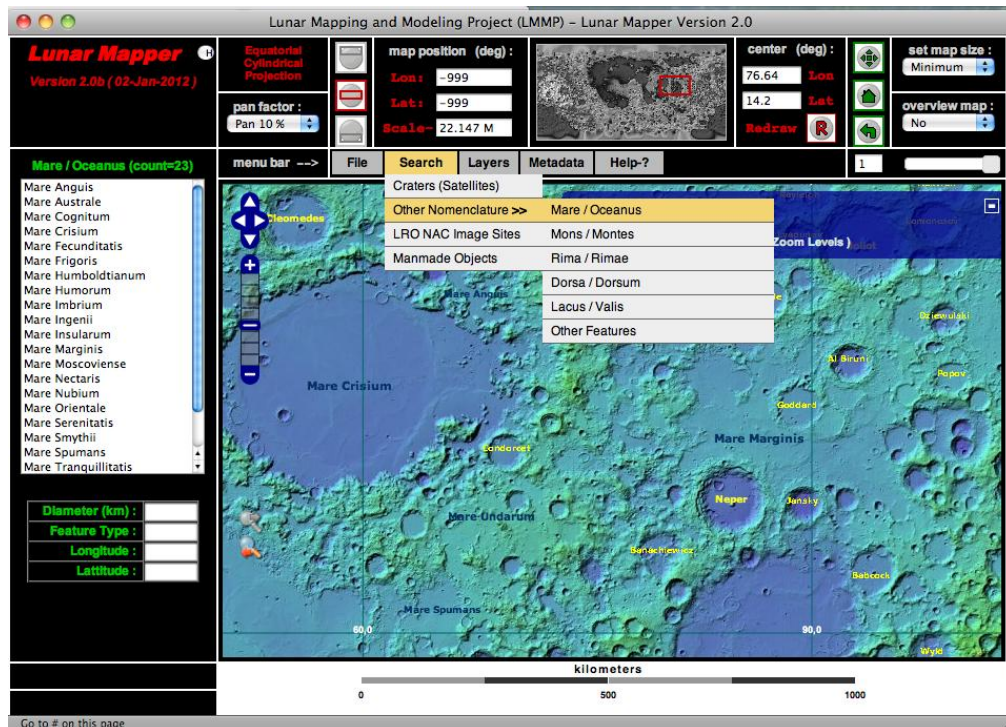 Lunar Mapping and Modeling Project (LMMP) – Lunar Mapper Version 2.0
Lunar Mapper
H
Version 2.0b ( 02-Jan-2012 )
Equatorial
Cylindrical
Projection
pan factor :
Pan 10 %
map position (deg) :
Lon: -999
Lat: -999
Scale- 22.147 M
center (deg) :
76.64 Lon
14.2 Lat
Redraw R
set map size :
Minimum
overview map :
No
menu bar -->
File
Search
Layers
Metadata
Help-?
1
Craters (Satellites)
Other Nomenclature >>
LRO NAC Image Sites
Manmade Objects
Mare / Oceanus
Mons / Montes
Rima / Rimae
Dorsa / Dorsum
Lacus / Valis
Other Features
Mare / Oceanus (count=23)
Mare Anguis
Mare Australe
Mare Cognitum
Mare Crisium
Mare Fecunditatis
Mare Frigoris
Mare Humboldtianum
Mare Humorum
Mare Imbrium
Mare Ingenii
Mare Insularum
Mare Marginis
Mare Moscoviense
Mare Nectaris
Mare Nubium
Mare Orientale
Mare Serenitatis
Mare Smythii
Mare Spumans
Mare Tranquillitatis
Diameter (km) :
Feature Type :
Longitude :
Lattitude :
Zoom Levels )
Cleomedes
Mare Anguis
Dziewulski
Al Biruni
Popov
Mare Crisium
Goddard
Condorcet
Mare Marginis
Neper
Jansky
Mare Undarum
Banachiewicz
Babcock
Mare Spumans
60,0
90,0
Wyld
kilometers
0
500
1000
Go to # on this page